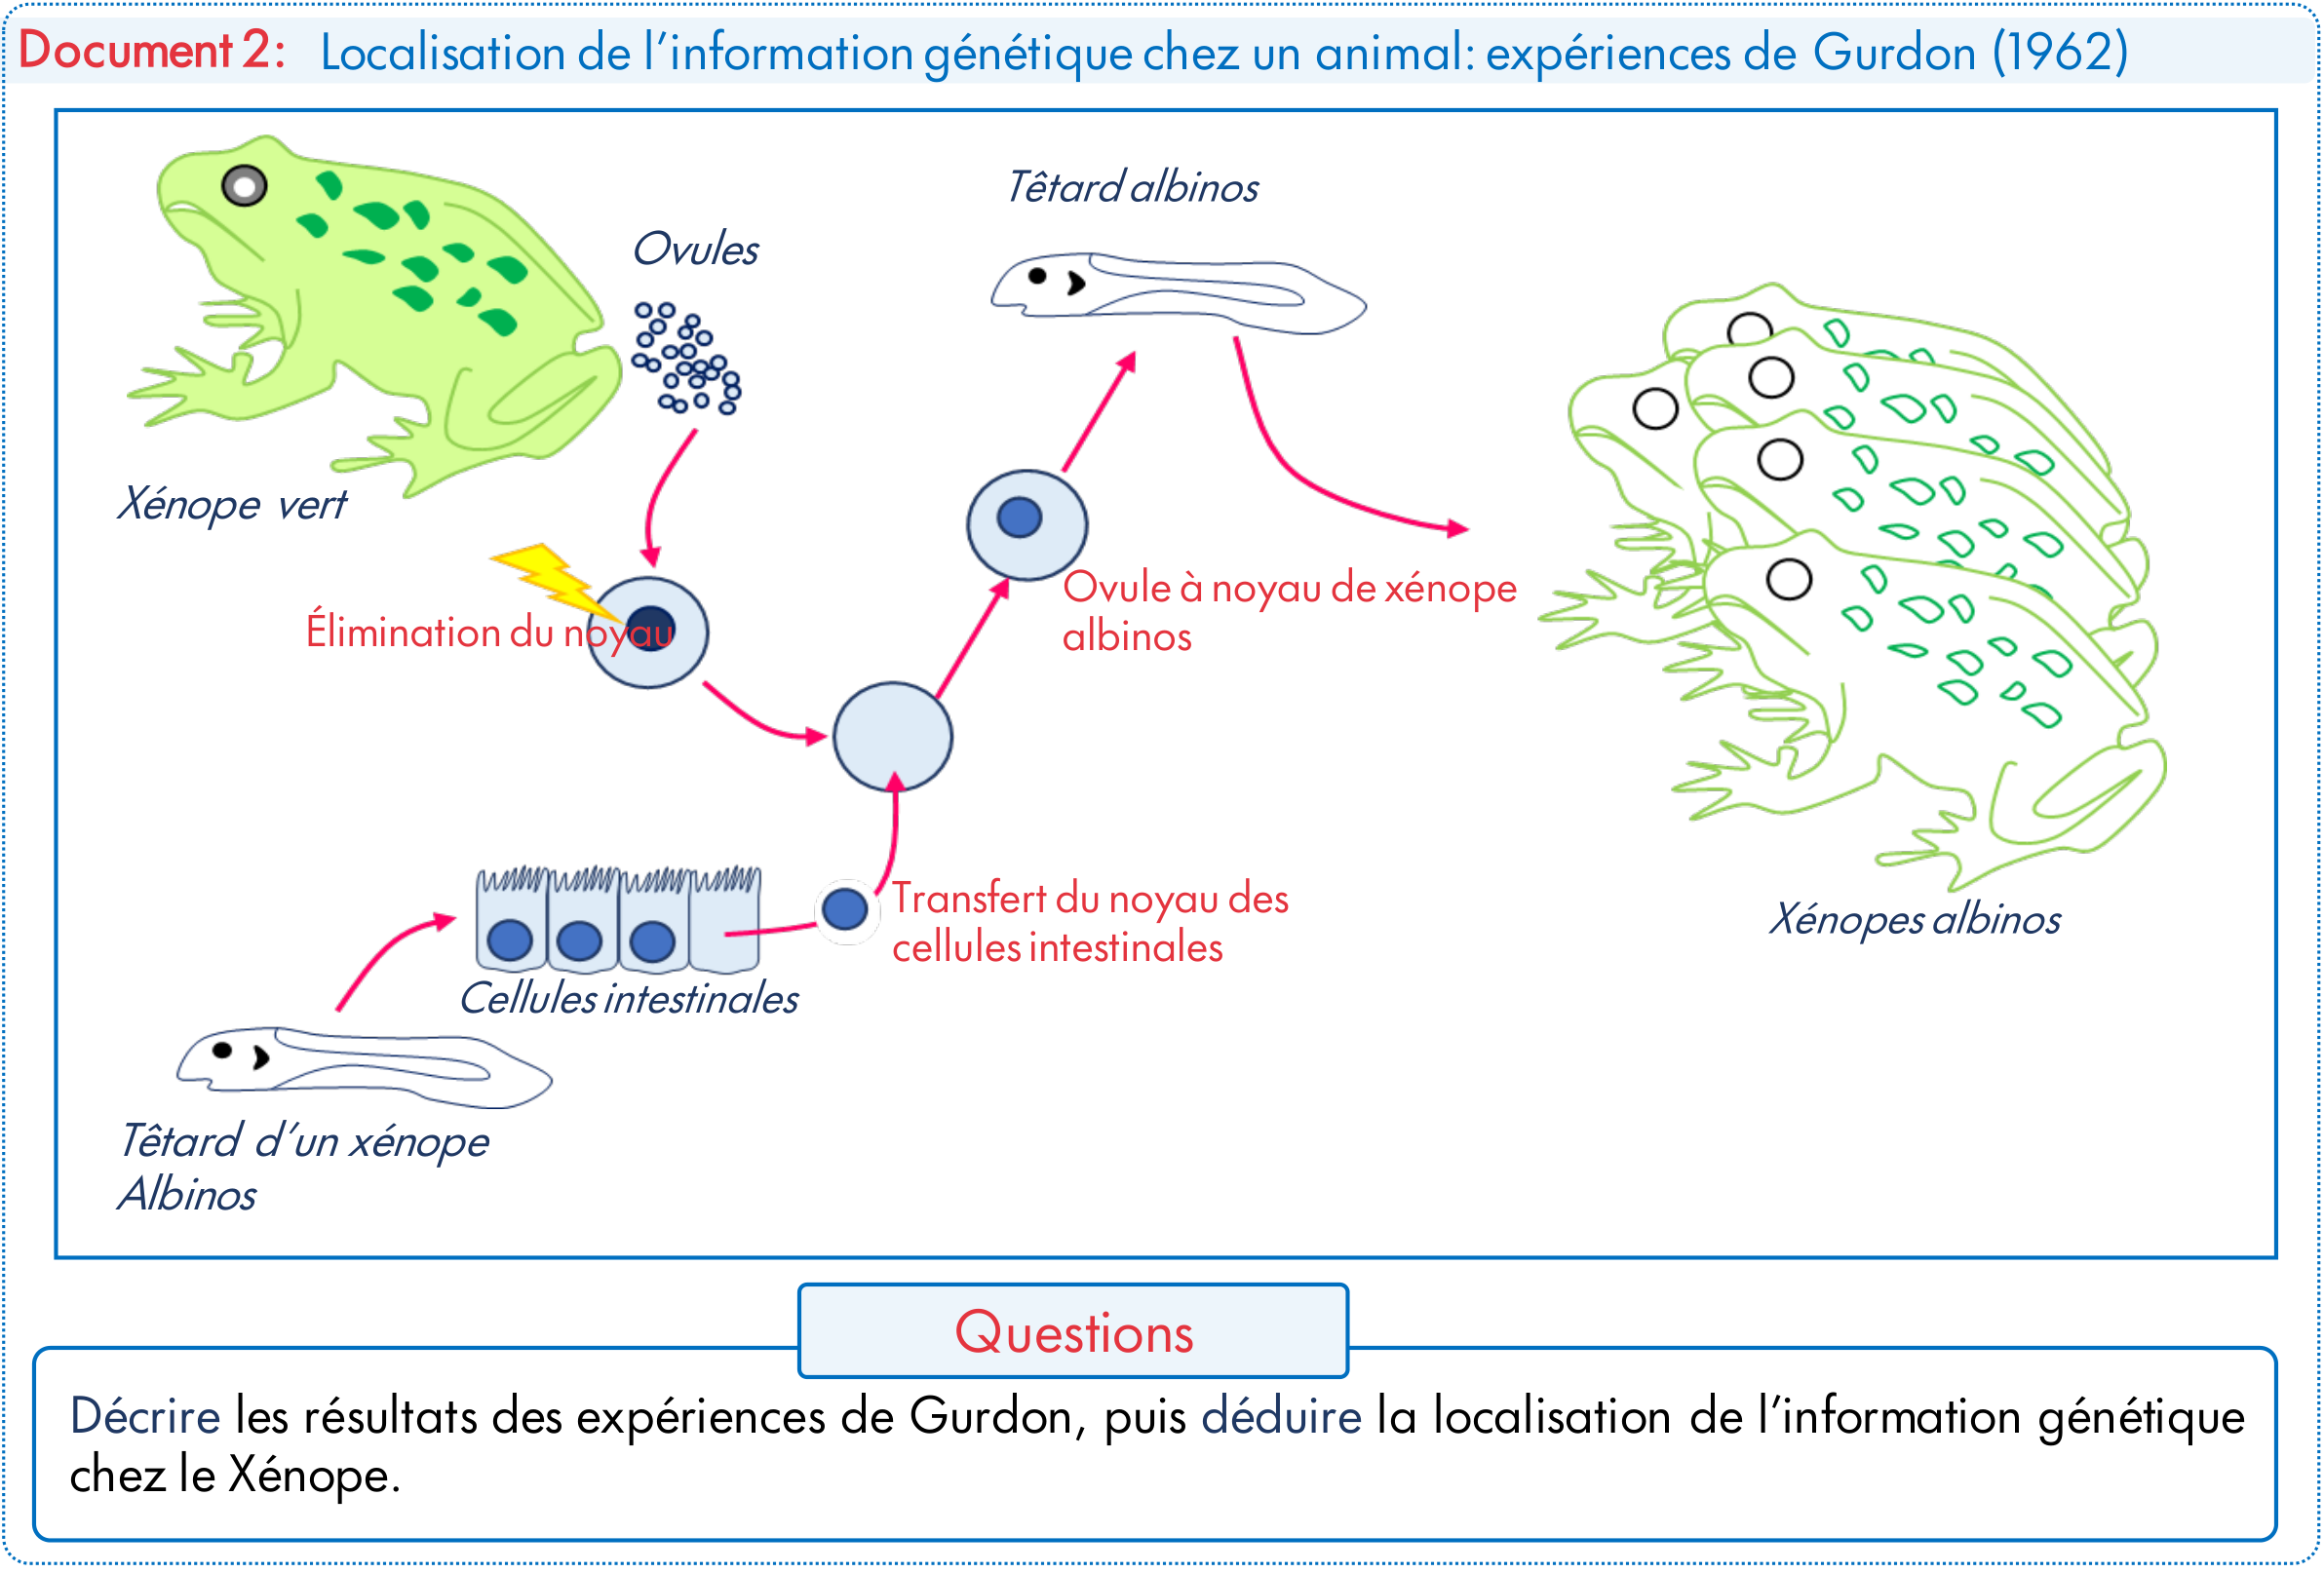 Document 2: Localisation de l’information génétique chez un animal: expériences de Gurdon (1962)
Têtard albinos
Ovules
Xénope vert
Élimination du noyau
Ovule à noyau de xénope
albinos
Transfert du noyau des
cellules intestinales
Xénopes albinos
Cellules intestinales
Têtard d’un xénope
Albinos
Questions
Décrire les résultats des expériences de Gurdon, puis déduire la localisation de l’information génétique
chez le Xénope.